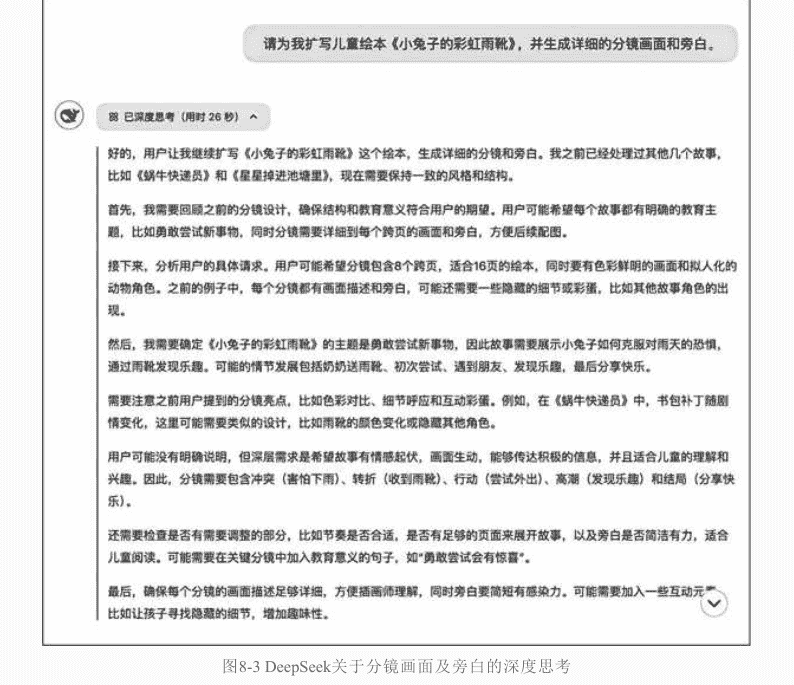 请为我扩写儿童绘本《小兔子的彩虹雨靴》，并生成详细的分镜画面和旁白。
已深度思考（用时 26 秒）
好的，用户让我继续扩写《小兔子的彩虹雨靴》这个绘本，生成详细的分镜和旁白。我之前已经处理过其他几个故事，
比如《蜗牛快递员》和《星星掉进池塘里》，现在需要保持一致的风格和结构。
首先，我需要回顾之前的分镜设计，确保结构和教育意义符合用户的期望。用户可能希望每个故事都有明确的教育主
题，比如勇敢尝试新事物，同时分镜需要详细到每个跨页的画面和旁白，方便后续配图。
接下来，分析用户的具体请求。用户可能希望分镜包含8个跨页，适合16页的绘本，同时要有色彩鲜明的画面和拟人化的
动物角色。之前的例子中，每个分镜都有画面描述和旁白，可能还需要一些隐藏的细节或彩蛋，比如其他故事角色的出
现。
然后，我需要确定《小兔子的彩虹雨靴》的主题是勇敢尝试新事物，因此故事需要展示小兔子如何克服对雨天的恐惧，
通过雨靴发现乐趣。可能的情节发展包括奶奶送雨靴、初次尝试、遇到朋友、发现乐趣，最后分享快乐。
需要注意之前用户提到的分镜亮点，比如色彩对比、细节呼应和互动彩蛋。例如，在《蜗牛快递员》中，书包补丁随剧
情变化，这里可能需要类似的设计，比如雨靴的颜色变化或隐藏其他角色。
用户可能没有明确说明，但深层需求是希望故事有情感起伏，画面生动，能够传达积极的信息，并且适合儿童的理解和
兴趣。因此，分镜需要包含冲突（害怕下雨）、转折（收到雨靴）、行动（尝试外出）、高潮（发现乐趣）和结局（分享快
乐）。
还需要检查是否有需要调整的部分，比如节奏是否合适，是否有足够的页面来展开故事，以及旁白是否简洁有力，适合
儿童阅读。可能需要在关键分镜中加入教育意义的句子，如“勇敢尝试会有惊喜”。
最后，确保每个分镜的画面描述足够详细，方便插画师理解，同时旁白要简短有感染力。可能需要加入一些互动元素，
比如让孩子寻找隐藏的细节，增加趣味性。
图8-3 DeepSeek关于分镜画面及旁白的深度思考